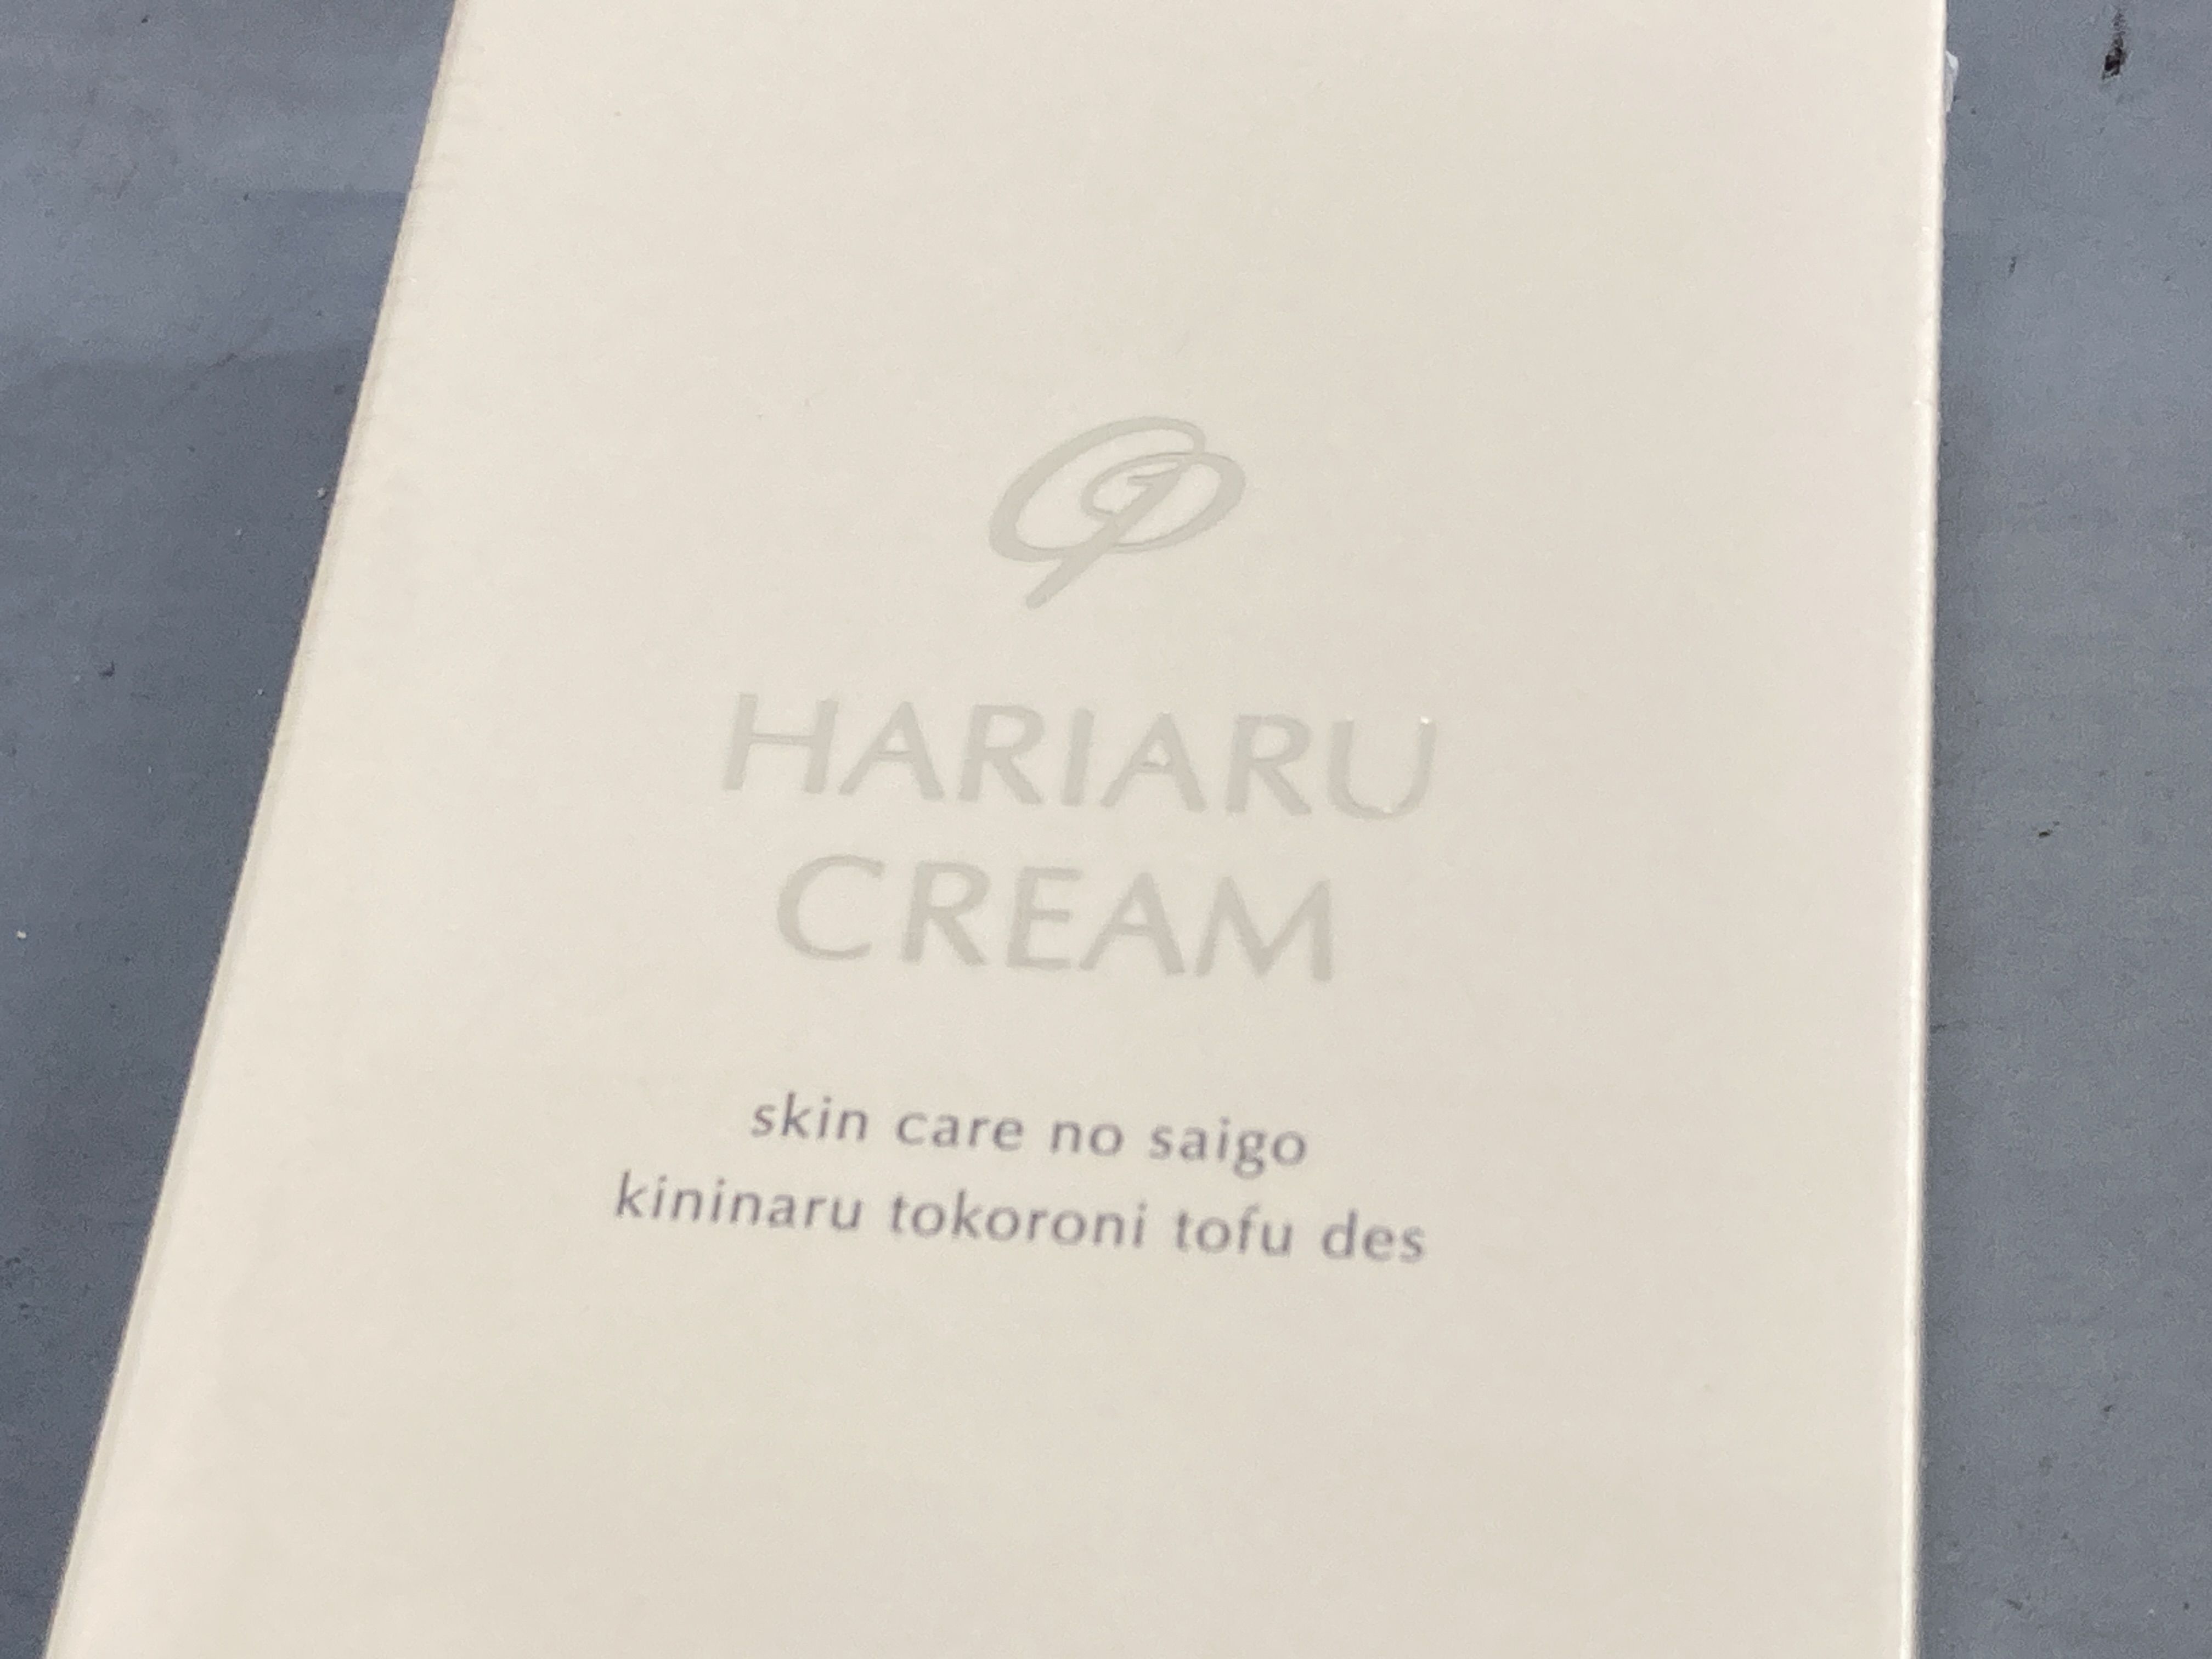 HARIARU
CREAM
skin care no saigo
kininaru tokoroni tofu des